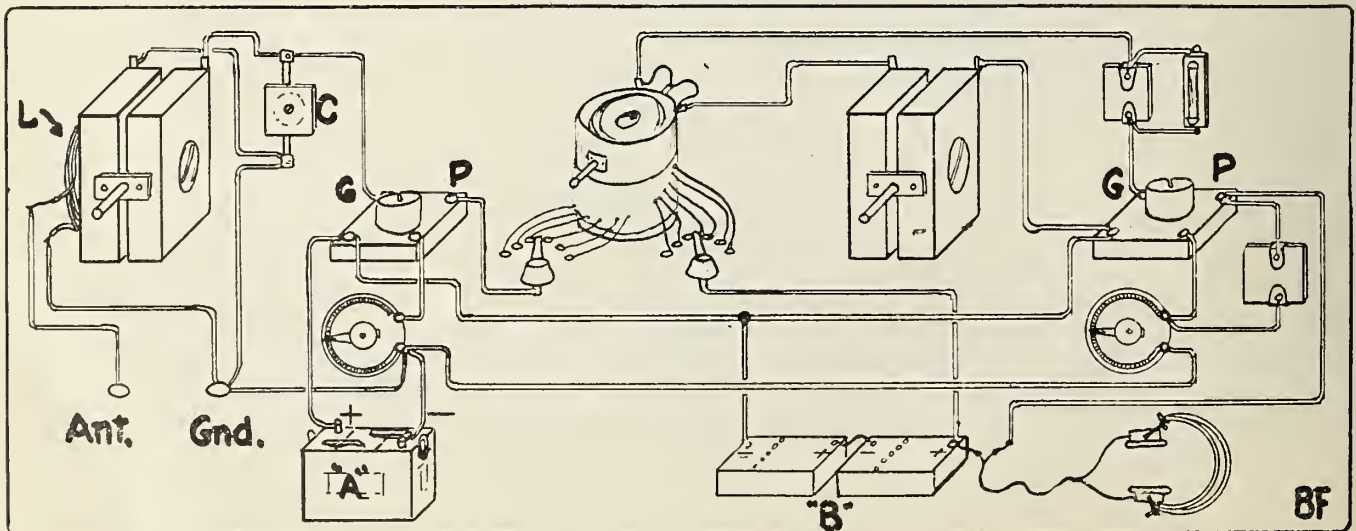 L
C
G P
G P
Ant. Gnd.
+ -
"A"
- + - +
"B"
BF